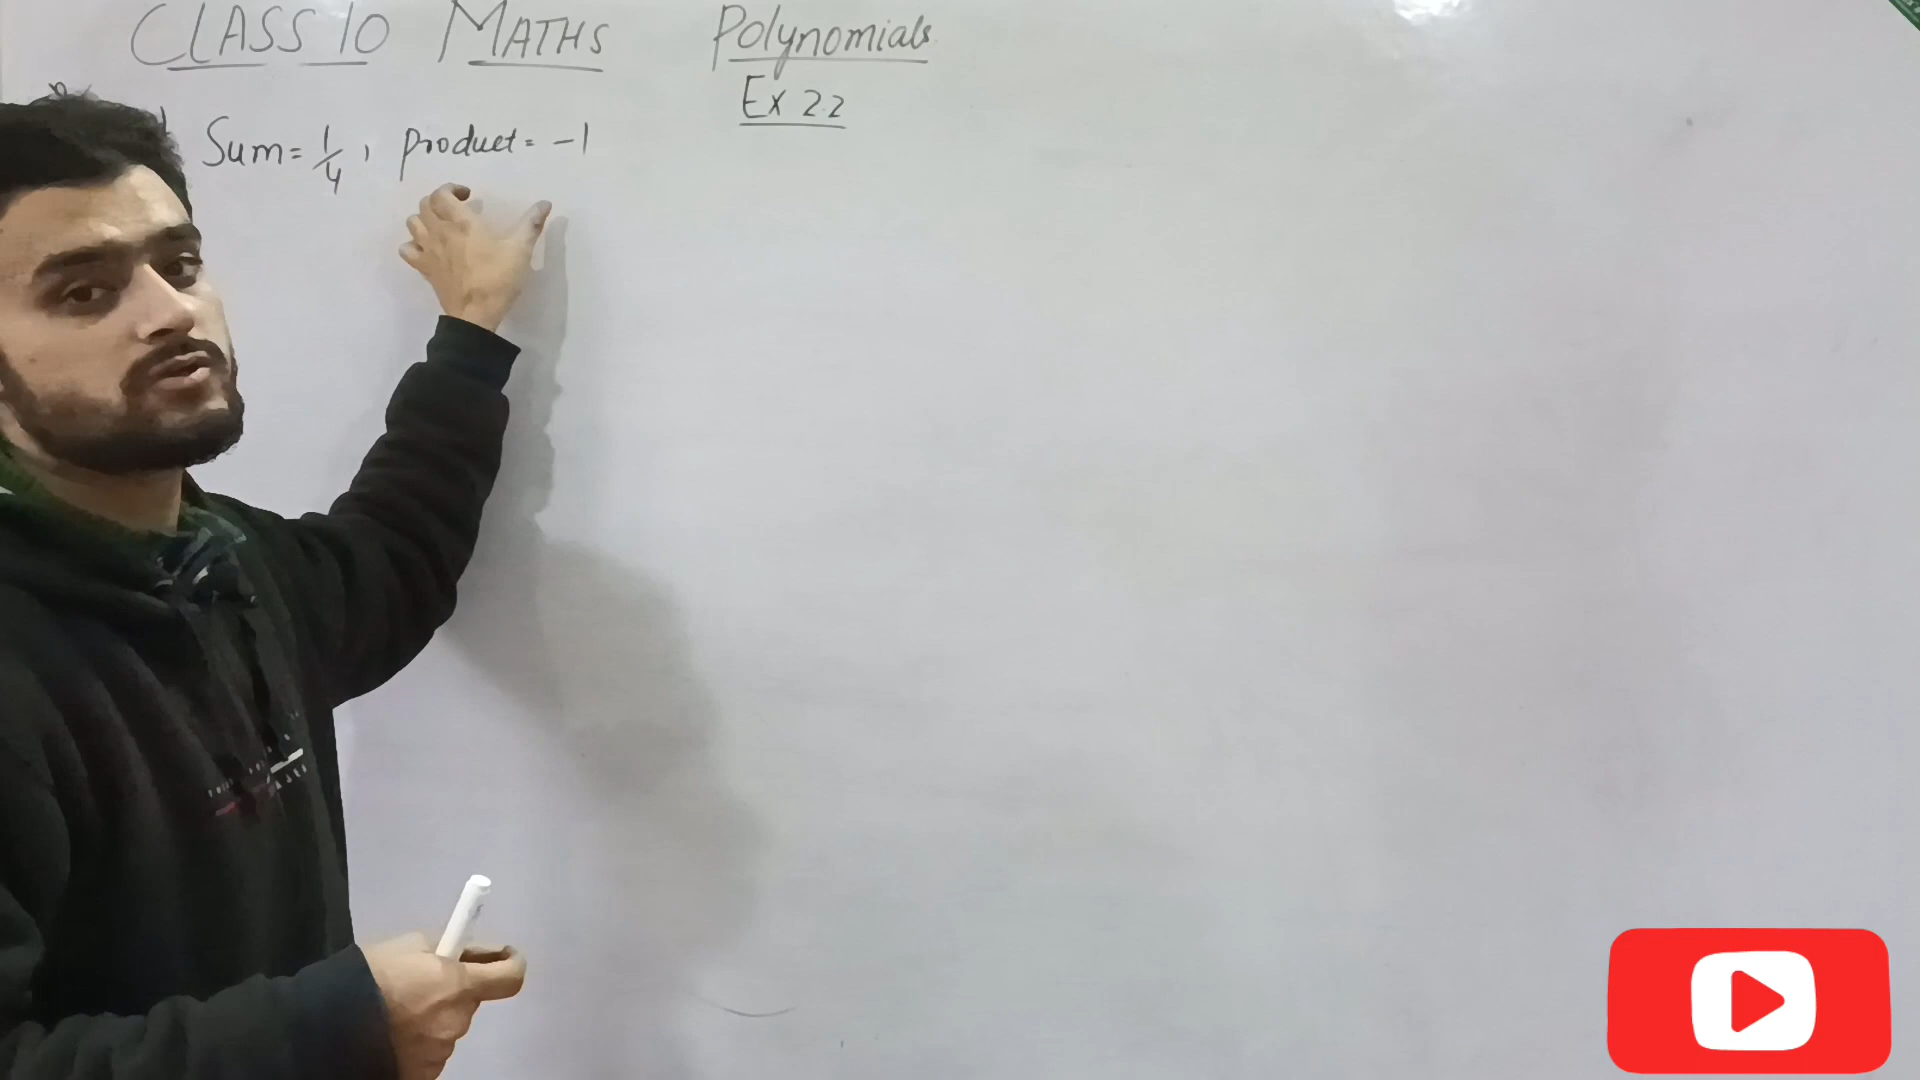 CLASS 10 MATHS Polynomials
Ex 2.2
Sum = 1/4, product = -1